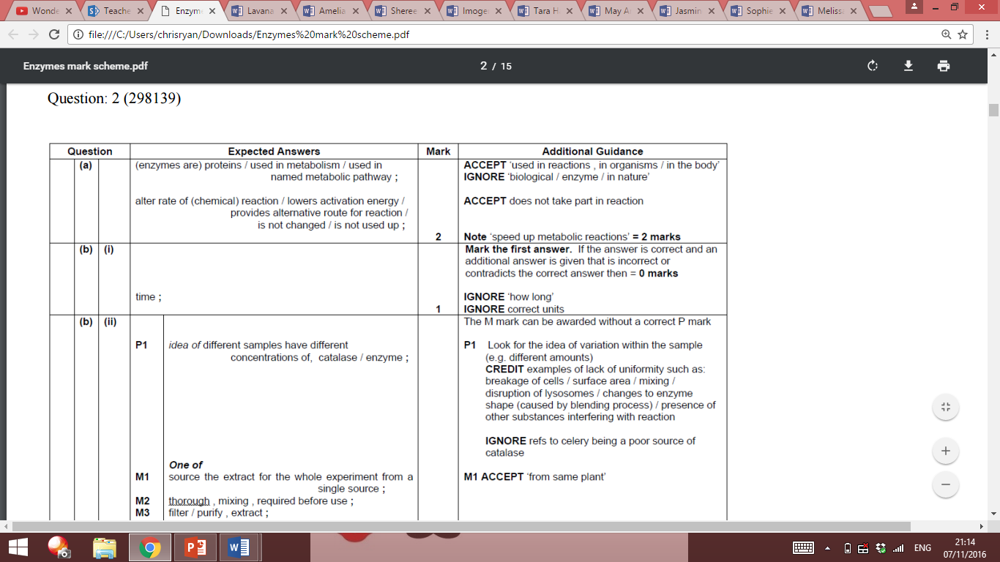 Wonde
Teache
Enzym
Lavana
Amelia
Sheree
Imoge
Tara H
May A
Jasmin
Sophie
Melissa
file:///C:/Users/chrisryan/Downloads/Enzymes%20mark%20scheme.pdf
Enzymes mark scheme.pdf
2 / 15
Question: 2 (298139)
Question Expected Answers Mark Additional Guidance
(a) (enzymes are) proteins / used in metabolism / used in
named metabolic pathway ;
alter rate of (chemical) reaction / lowers activation energy /
provides alternative route for reaction /
is not changed / is not used up ;
2
ACCEPT 'used in reactions , in organisms / in the body'
IGNORE 'biological / enzyme / in nature'
ACCEPT does not take part in reaction
Note 'speed up metabolic reactions' = 2 marks
(b) (i)
time ;
1
Mark the first answer. If the answer is correct and an
additional answer is given that is incorrect or
contradicts the correct answer then = 0 marks
IGNORE 'how long'
IGNORE correct units
(b) (ii)
P1 idea of different samples have different
concentrations of, catalase / enzyme ;
One of
M1 source the extract for the whole experiment from a
single source ;
M2 thorough , mixing , required before use ;
M3 filter / purify , extract ;
The M mark can be awarded without a correct P mark
P1 Look for the idea of variation within the sample
(e.g. different amounts)
CREDIT examples of lack of uniformity such as:
breakage of cells / surface area / mixing /
disruption of lysosomes / changes to enzyme
shape (caused by blending process) / presence of
other substances interfering with reaction
IGNORE refs to celery being a poor source of
catalase
M1 ACCEPT 'from same plant'
ENG
21:14
07/11/2016